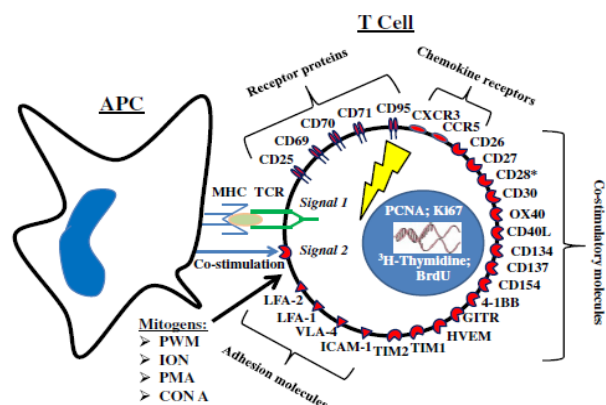 T Cell
Receptor proteins
Chemokine receptors
APC
CD25
CD69
CD70
CD71
CD95
CXCR3
CCR5
CD26
CD27
CD28*
CD30
OX40
CD40L
CD134
CD137
CD154
4-1BB
GITR
HVEM
TIM1
TIM2
ICAM-1
VLA-4
LFA-1
LFA-2
Co-stimulatory molecules
MHC TCR
Signal 1
Signal 2
Co-stimulation
PCNA; Ki67
³H-Thymidine;
BrdU
Mitogens:
➢ PWM
➢ ION
➢ PMA
➢ CON A
Adhesion molecules